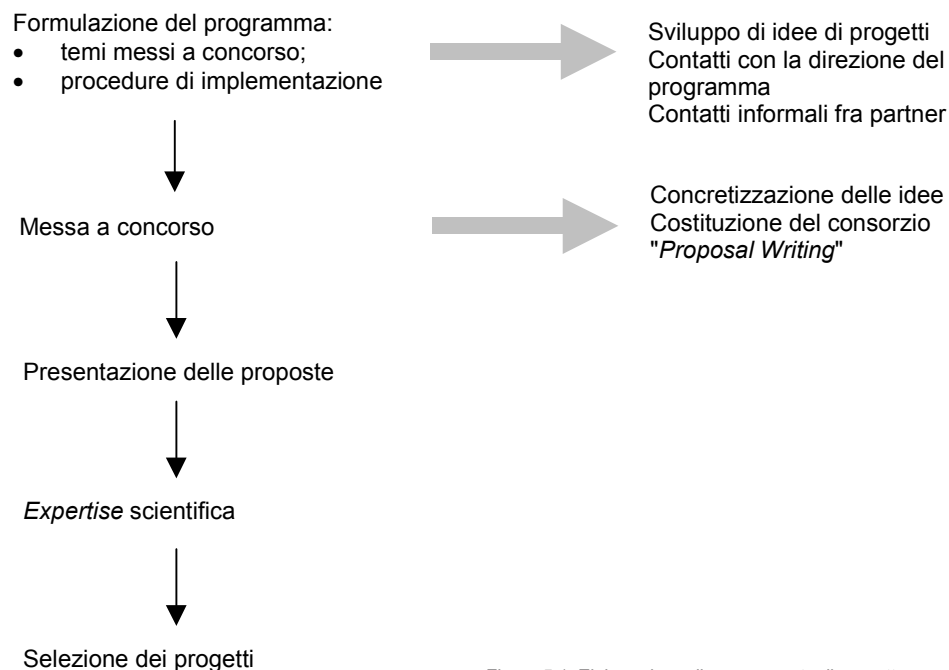 Formulazione del programma:
• temi messi a concorso;
• procedure di implementazione
Sviluppo di idee di progetti
Contatti con la direzione del
programma
Contatti informali fra partner
Messa a concorso
Concretizzazione delle idee
Costituzione del consorzio
"Proposal Writing"
Presentazione delle proposte
Expertise scientifica
Selezione dei progetti